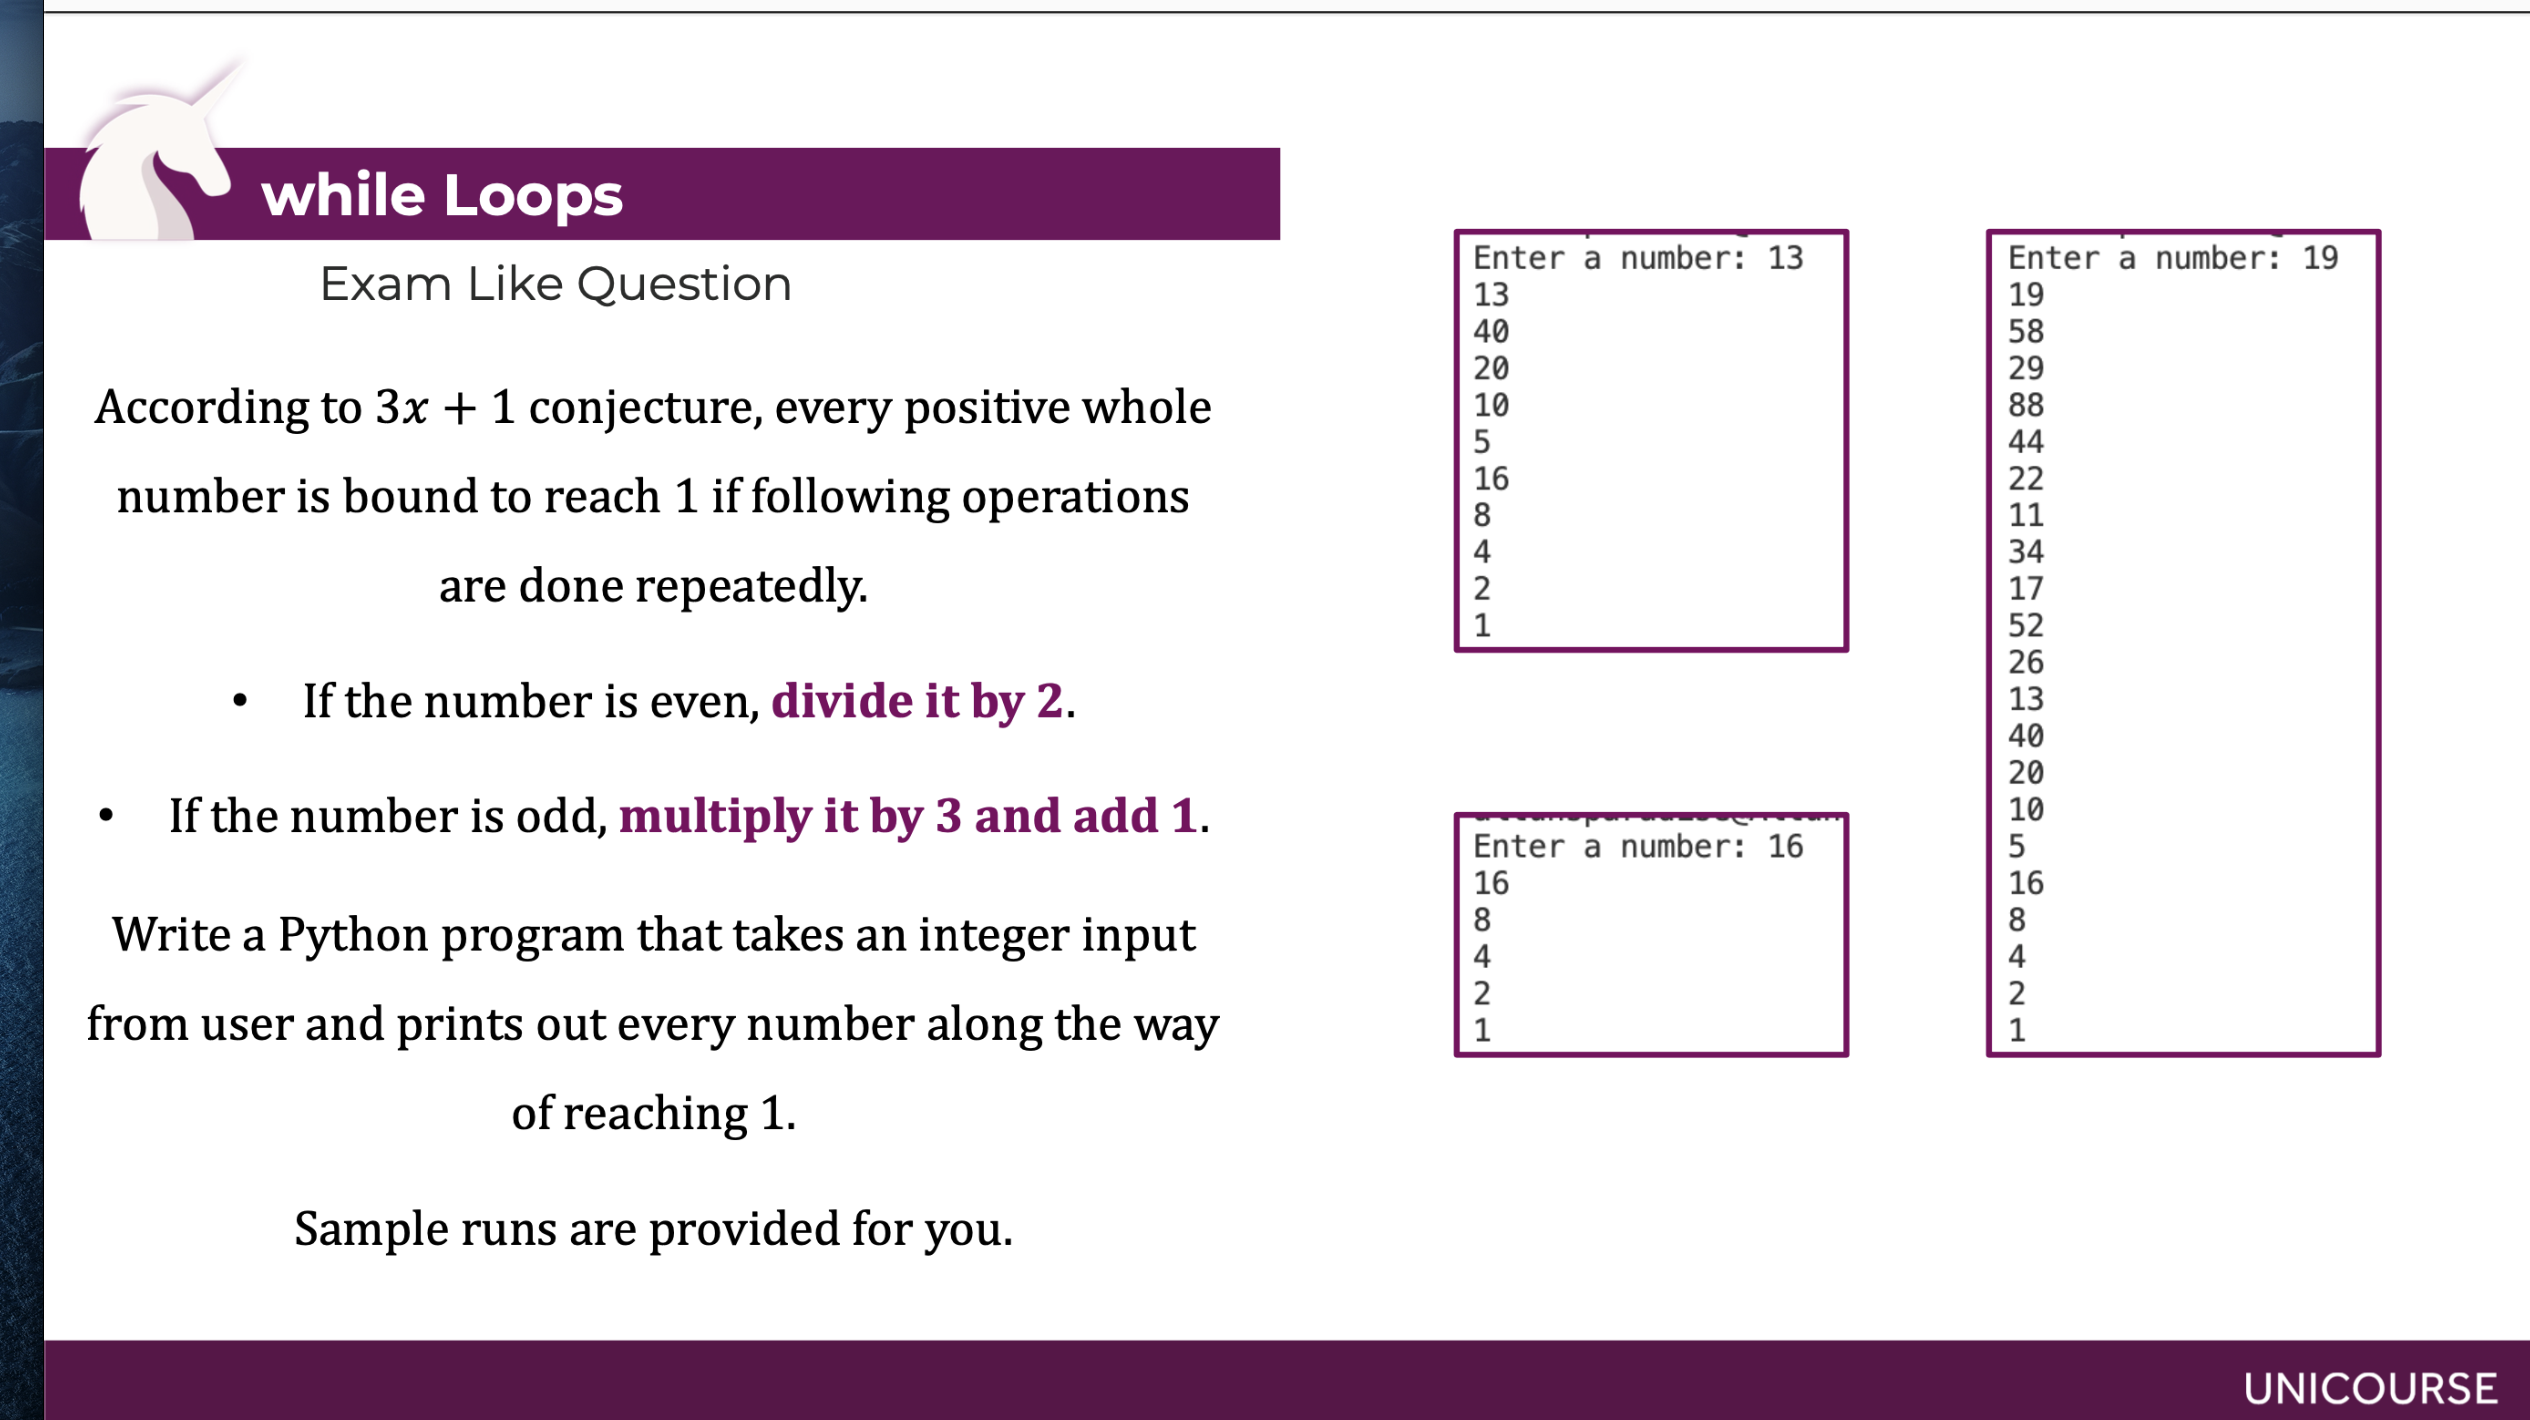 while Loops
Exam Like Question
According to 3x + 1 conjecture, every positive whole
number is bound to reach 1 if following operations
are done repeatedly.
• If the number is even, divide it by 2.
• If the number is odd, multiply it by 3 and add 1.
Write a Python program that takes an integer input
from user and prints out every number along the way
of reaching 1.
Sample runs are provided for you.
Enter a number: 13
13
40
20
10
5
16
8
4
2
1
Enter a number: 16
16
8
4
2
1
Enter a number: 19
19
58
29
88
44
22
11
34
17
52
26
13
40
20
10
5
16
8
4
2
1
UNICOURSE